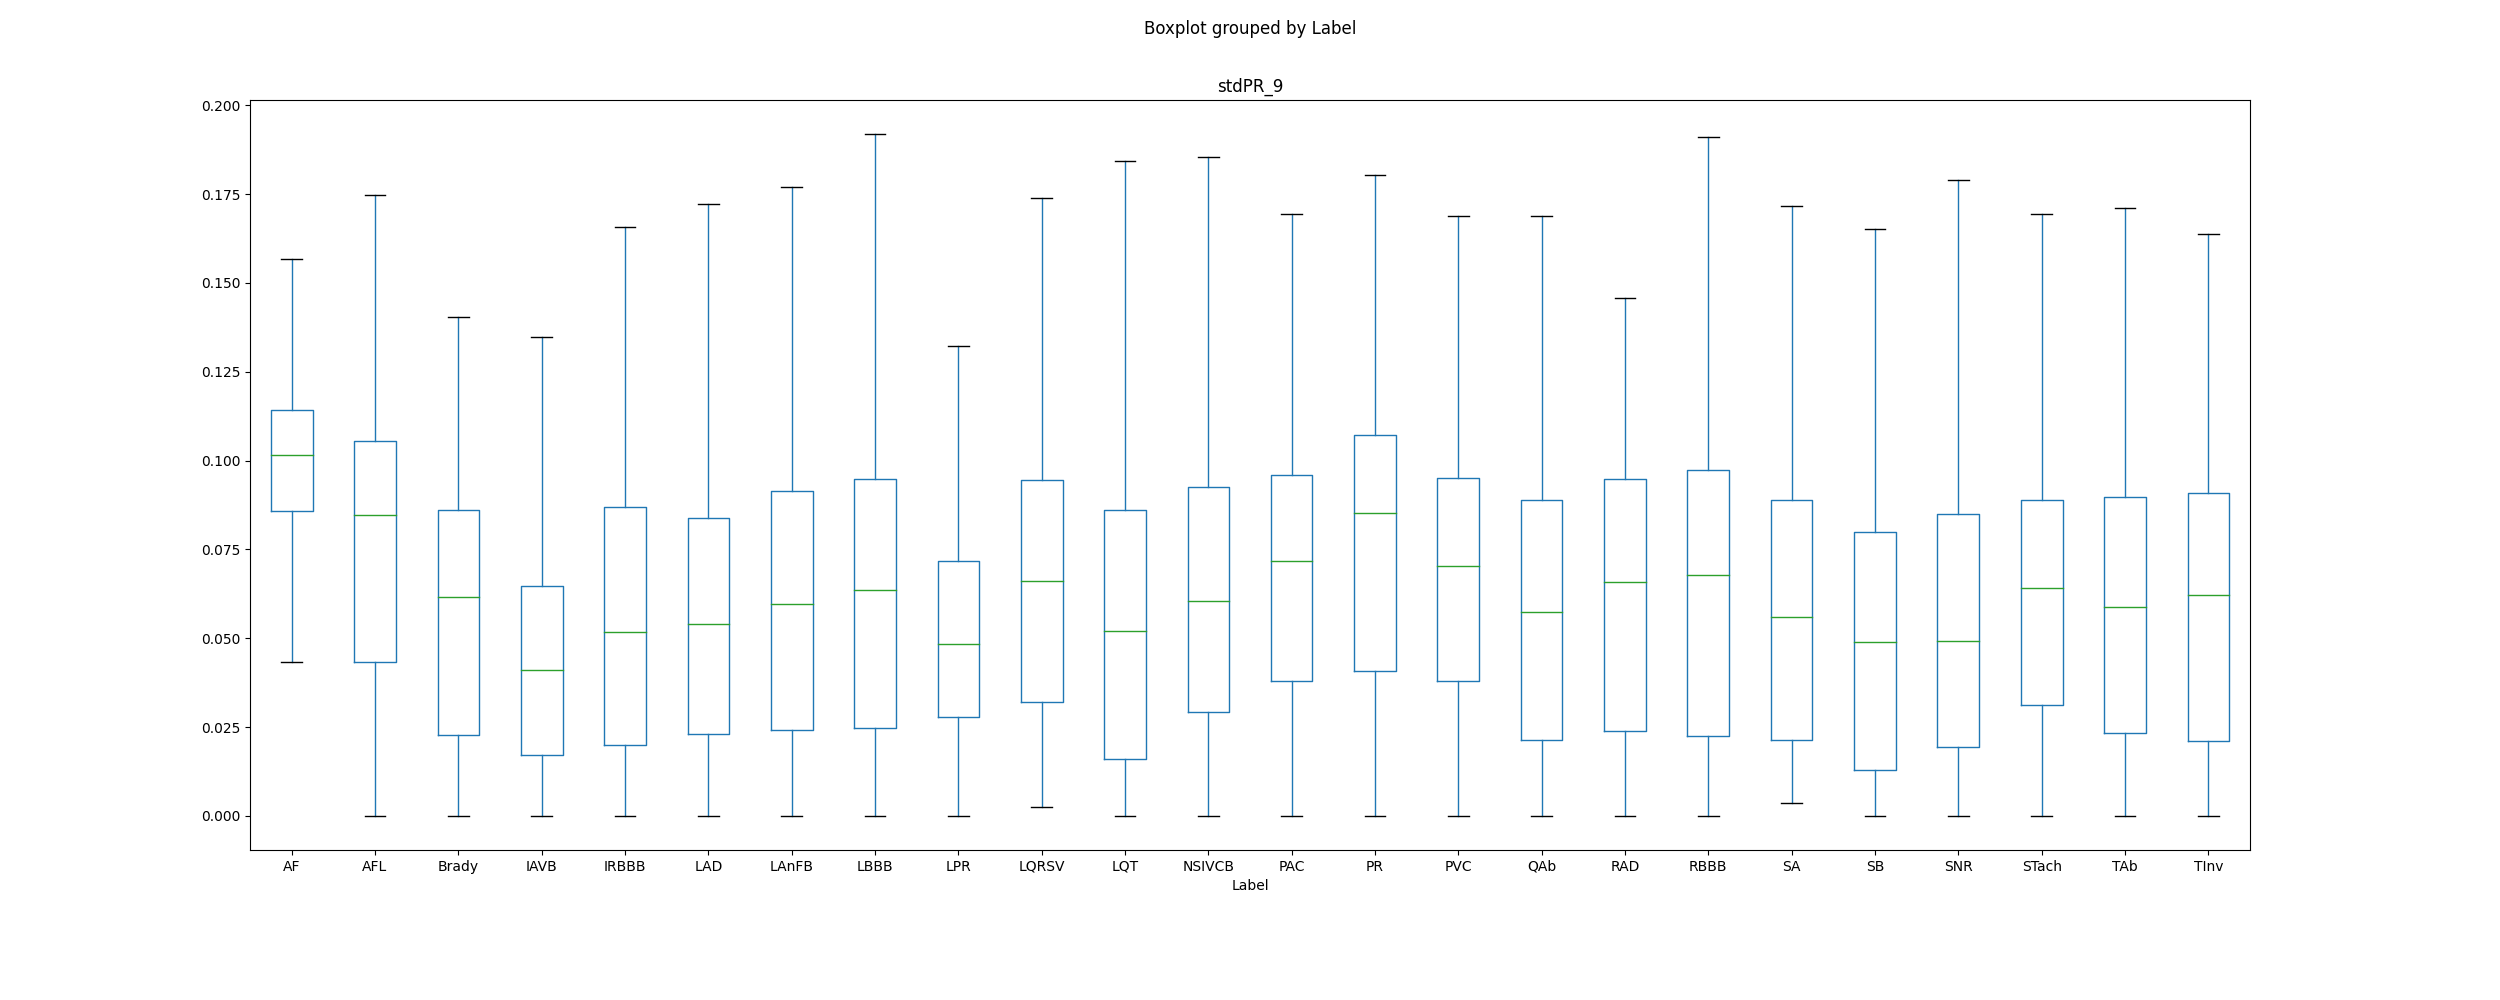 Boxplot grouped by Label
stdPR_9
0.200
0.175
0.150
0.125
0.100
0.075
0.050
0.025
0.000
AF AFL Brady IAVB IRBBB LAD LAnFB LBBB LPR LQRSV LQT NSIVCB PAC PR PVC QAb RAD RBBB SA SB SNR STach TAb TInv
Label